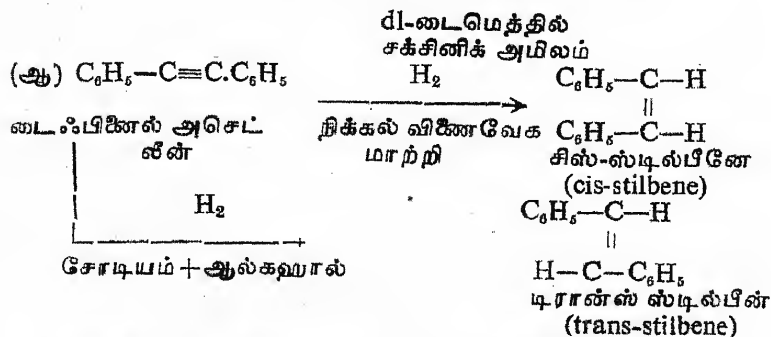 dl-டைமெத்தில்
சக்சினிக் அமிலம்
(ஆ) C₆H₅—C≡C.C₆H₅
H₂
C₆H₅—C—H
||
டைஃபினைல் அசெட்
லீன்
நிக்கல் வினைவேக
மாற்றி
C₆H₅—C—H
சிஸ்-ஸ்டில்பீனே
(cis-stilbene)
H₂
சோடியம்+ஆல்கஹால்
C₆H₅—C—H
||
H—C—C₆H₅
டிரான்ஸ் ஸ்டில்பீன்
(trans-stilbene)